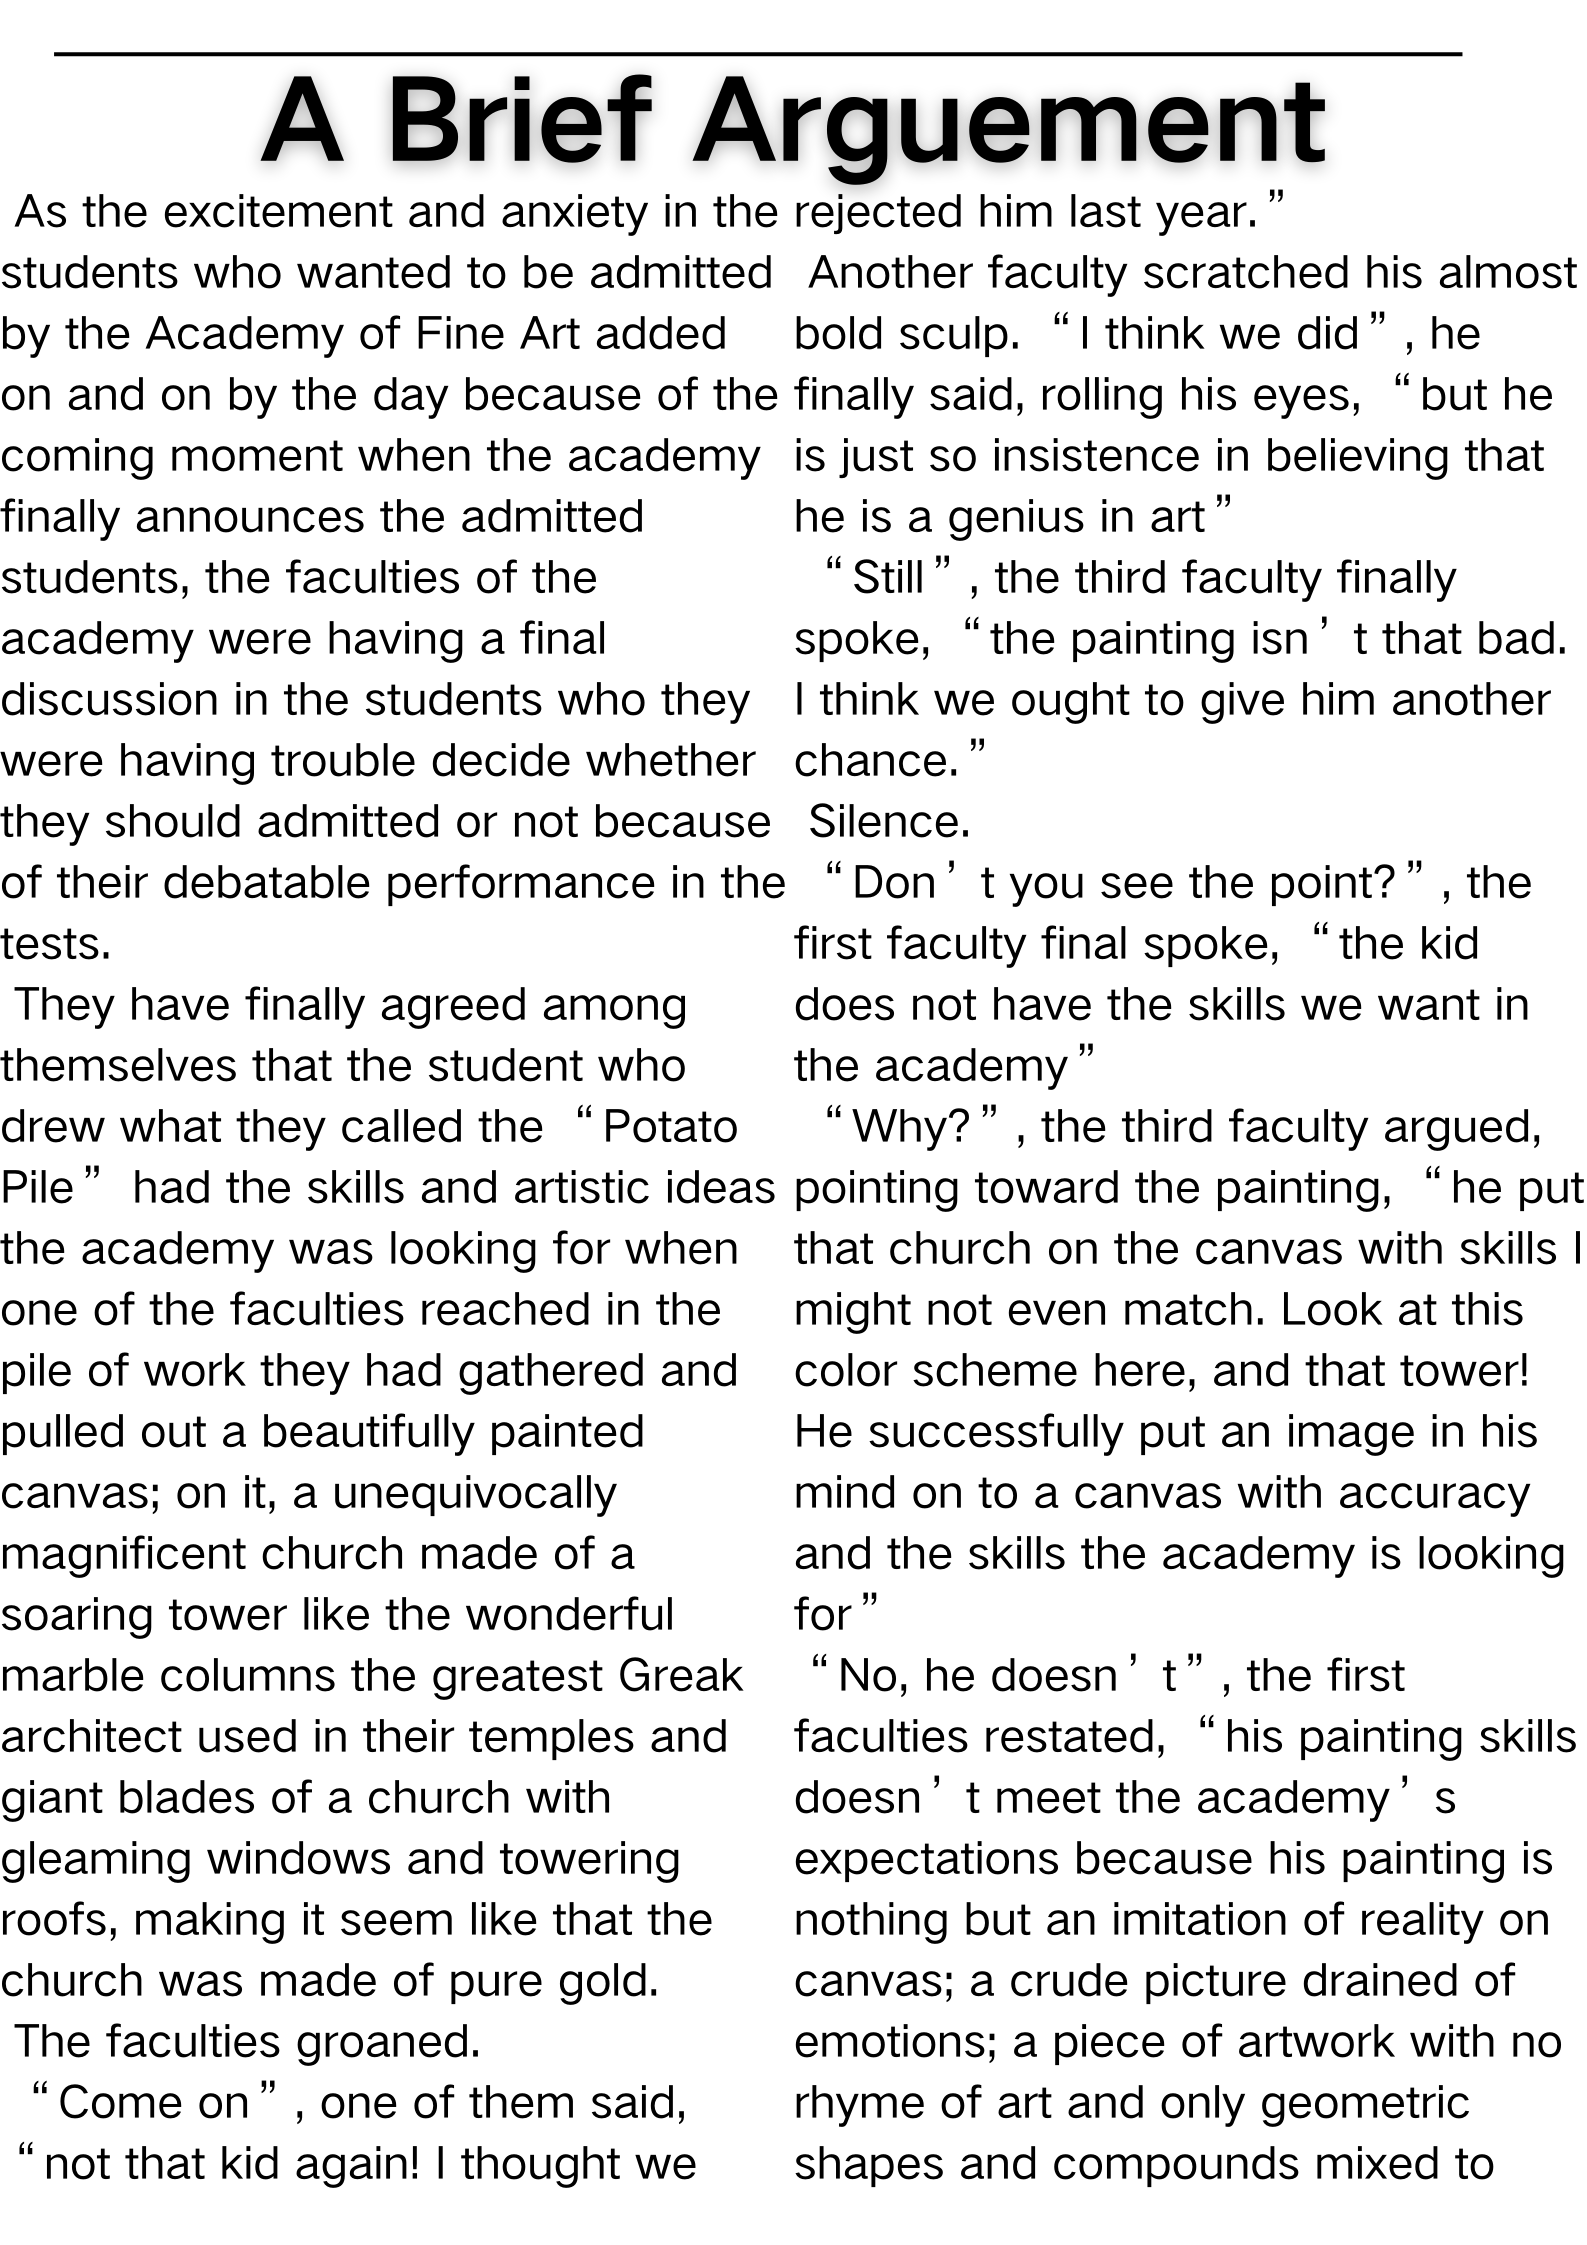 A Brief Arguement
As the excitement and anxiety in the
students who wanted to be admitted
by the Academy of Fine Art added
on and on by the day because of the
coming moment when the academy
finally announces the admitted
students, the faculties of the
academy were having a final
discussion in the students who they
were having trouble decide whether
they should admitted or not because
of their debatable performance in the
tests.
They have finally agreed among
themselves that the student who
drew what they called the “Potato
Pile” had the skills and artistic ideas
the academy was looking for when
one of the faculties reached in the
pile of work they had gathered and
pulled out a beautifully painted
canvas; on it, a unequivocally
magnificent church made of a
soaring tower like the wonderful
marble columns the greatest Greak
architect used in their temples and
giant blades of a church with
gleaming windows and towering
roofs, making it seem like that the
church was made of pure gold.
The faculties groaned.
“Come on”, one of them said,
“not that kid again! I thought we
rejected him last year.”
Another faculty scratched his almost
bold sculp. “I think we did”, he
finally said, rolling his eyes, “but he
is just so insistence in believing that
he is a genius in art”
“Still”, the third faculty finally
spoke, “the painting isn’t that bad.
I think we ought to give him another
chance.”
Silence.
“Don’t you see the point?”, the
first faculty final spoke, “the kid
does not have the skills we want in
the academy”
“Why?”, the third faculty argued,
pointing toward the painting, “he put
that church on the canvas with skills I
might not even match. Look at this
color scheme here, and that tower!
He successfully put an image in his
mind on to a canvas with accuracy
and the skills the academy is looking
for”
“No, he doesn’t”, the first
faculties restated, “his painting skills
doesn’t meet the academy’s
expectations because his painting is
nothing but an imitation of reality on
canvas; a crude picture drained of
emotions; a piece of artwork with no
rhyme of art and only geometric
shapes and compounds mixed to